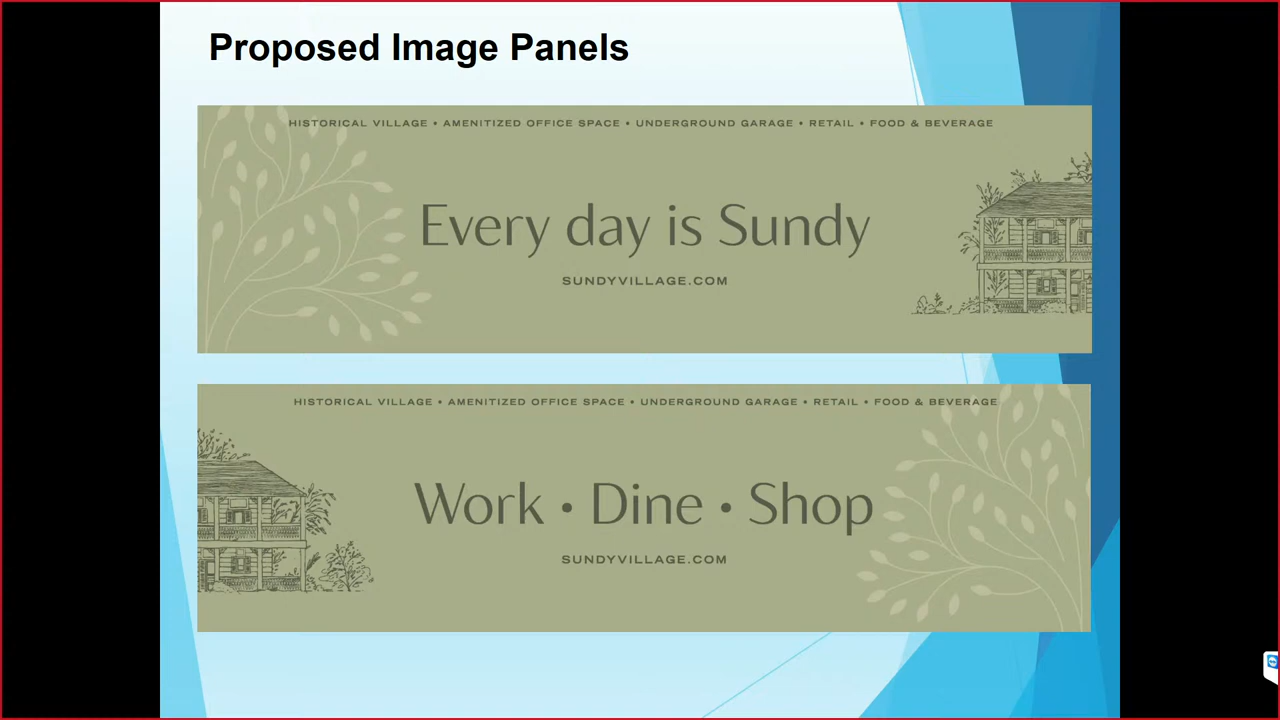 Proposed Image Panels
HISTORICAL VILLAGE • AMENITIZED OFFICE SPACE • UNDERGROUND GARAGE • RETAIL • FOOD & BEVERAGE
Every day is Sundy
SUNDYVILLAGE.COM
HISTORICAL VILLAGE • AMENITIZED OFFICE SPACE • UNDERGROUND GARAGE • RETAIL • FOOD & BEVERAGE
Work • Dine • Shop
SUNDYVILLAGE.COM